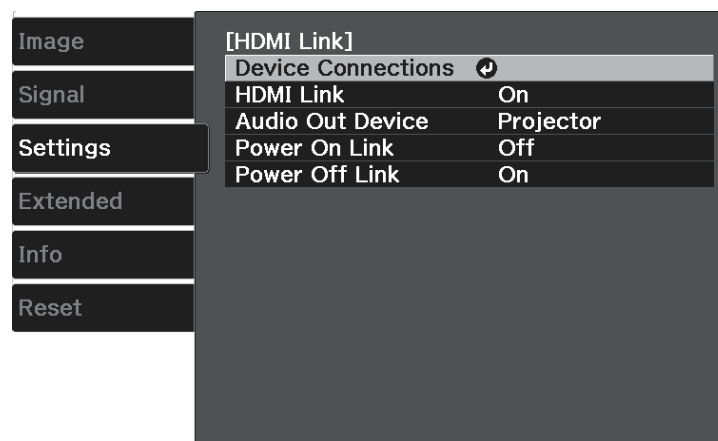 Image
Signal
Settings
Extended
Info
Reset
[HDMI Link]
Device Connections
HDMI Link On
Audio Out Device Projector
Power On Link Off
Power Off Link On